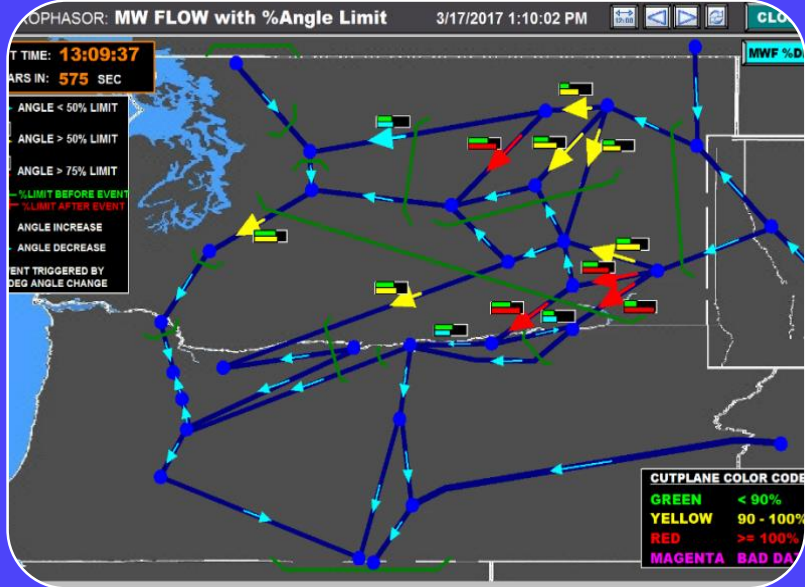 ROPHASOR: MW FLOW with %Angle Limit 3/17/2017 1:10:02 PM CLO
T TIME: 13:09:37
ARS IN: 575 SEC
MWF %D
ANGLE < 50% LIMIT
ANGLE > 50% LIMIT
ANGLE > 75% LIMIT
%LIMIT BEFORE EVENT
%LIMIT AFTER EVENT
ANGLE INCREASE
ANGLE DECREASE
ENT TRIGGERED BY
DEG ANGLE CHANGE
CUTPLANE COLOR CODE
GREEN < 90%
YELLOW 90 - 100%
RED >= 100%
MAGENTA BAD DAT